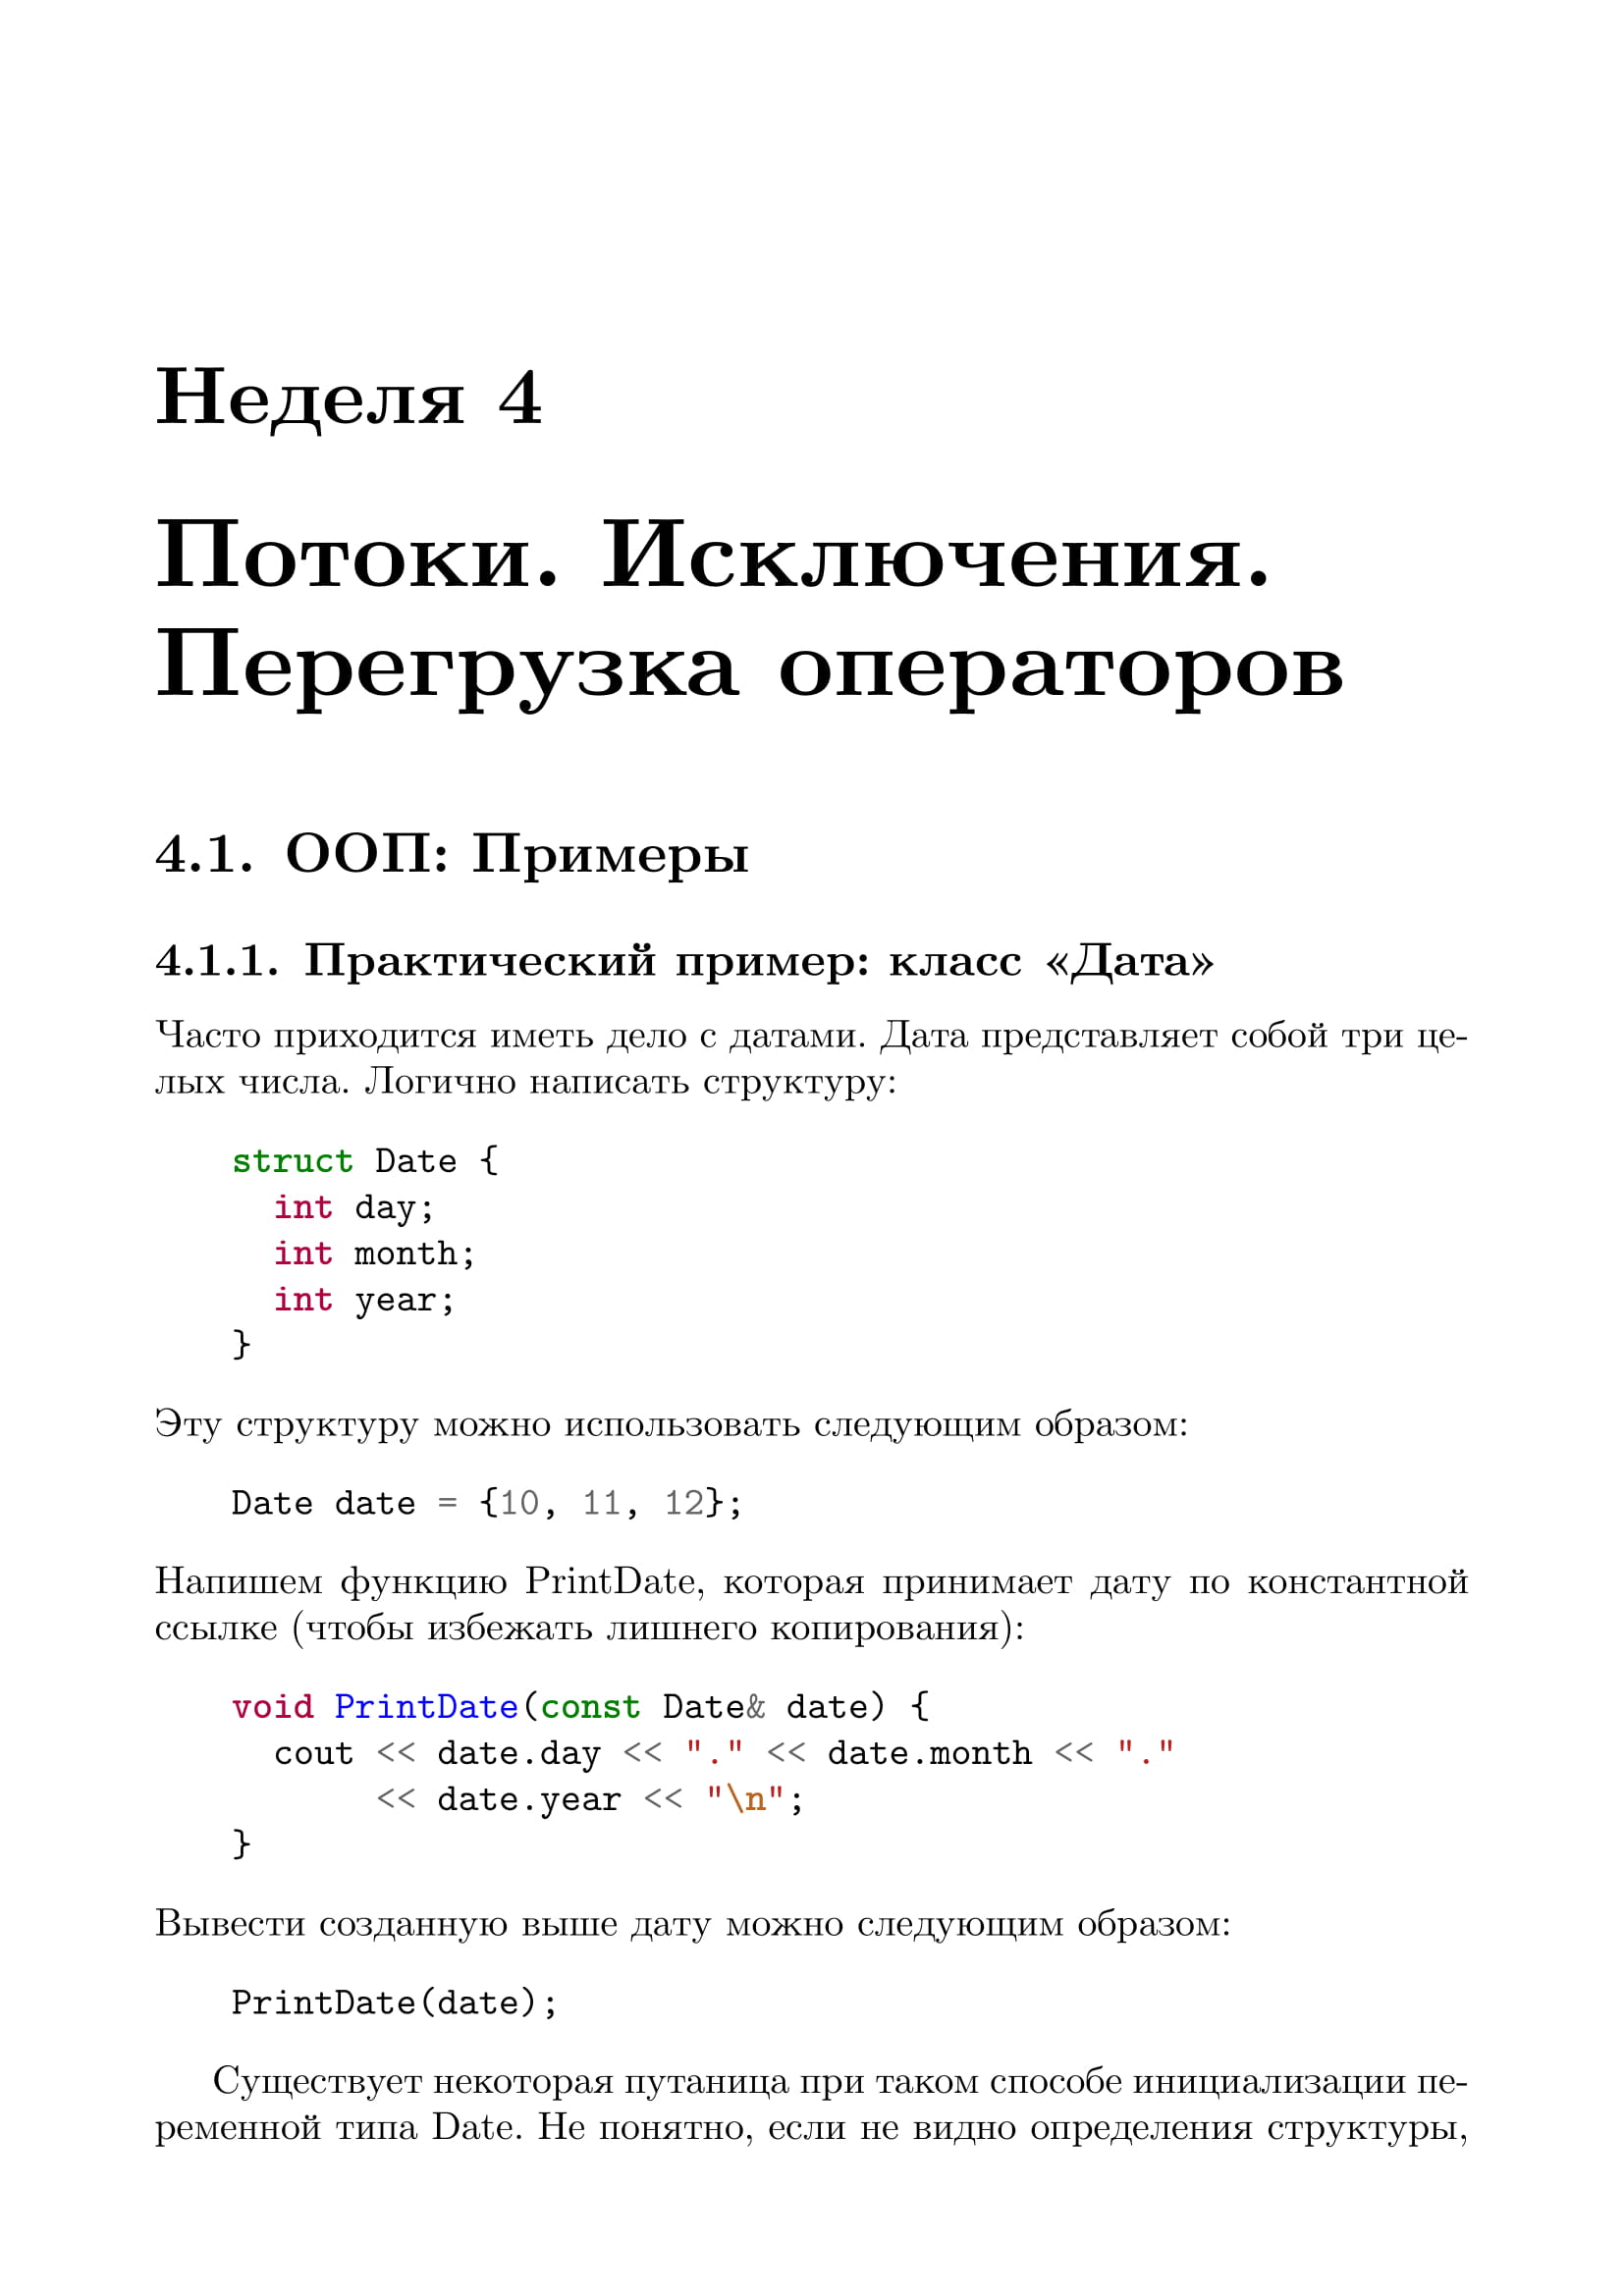 Неделя 4
Потоки. Исключения.
Перегрузка операторов
4.1. ООП: Примеры
4.1.1. Практический пример: класс «Дата»
Часто приходится иметь дело с датами. Дата представляет собой три це-
лых числа. Логично написать структуру:
struct Date {
  int day;
  int month;
  int year;
}
Эту структуру можно использовать следующим образом:
Date date = {10, 11, 12};
Напишем функцию PrintDate, которая принимает дату по константной
ссылке (чтобы избежать лишнего копирования):
void PrintDate(const Date& date) {
  cout << date.day << "." << date.month << "."
       << date.year << "\n";
}
Вывести созданную выше дату можно следующим образом:
PrintDate(date);
Существует некоторая путаница при таком способе инициализации пе-
ременной типа Date. Не понятно, если не видно определения структуры,